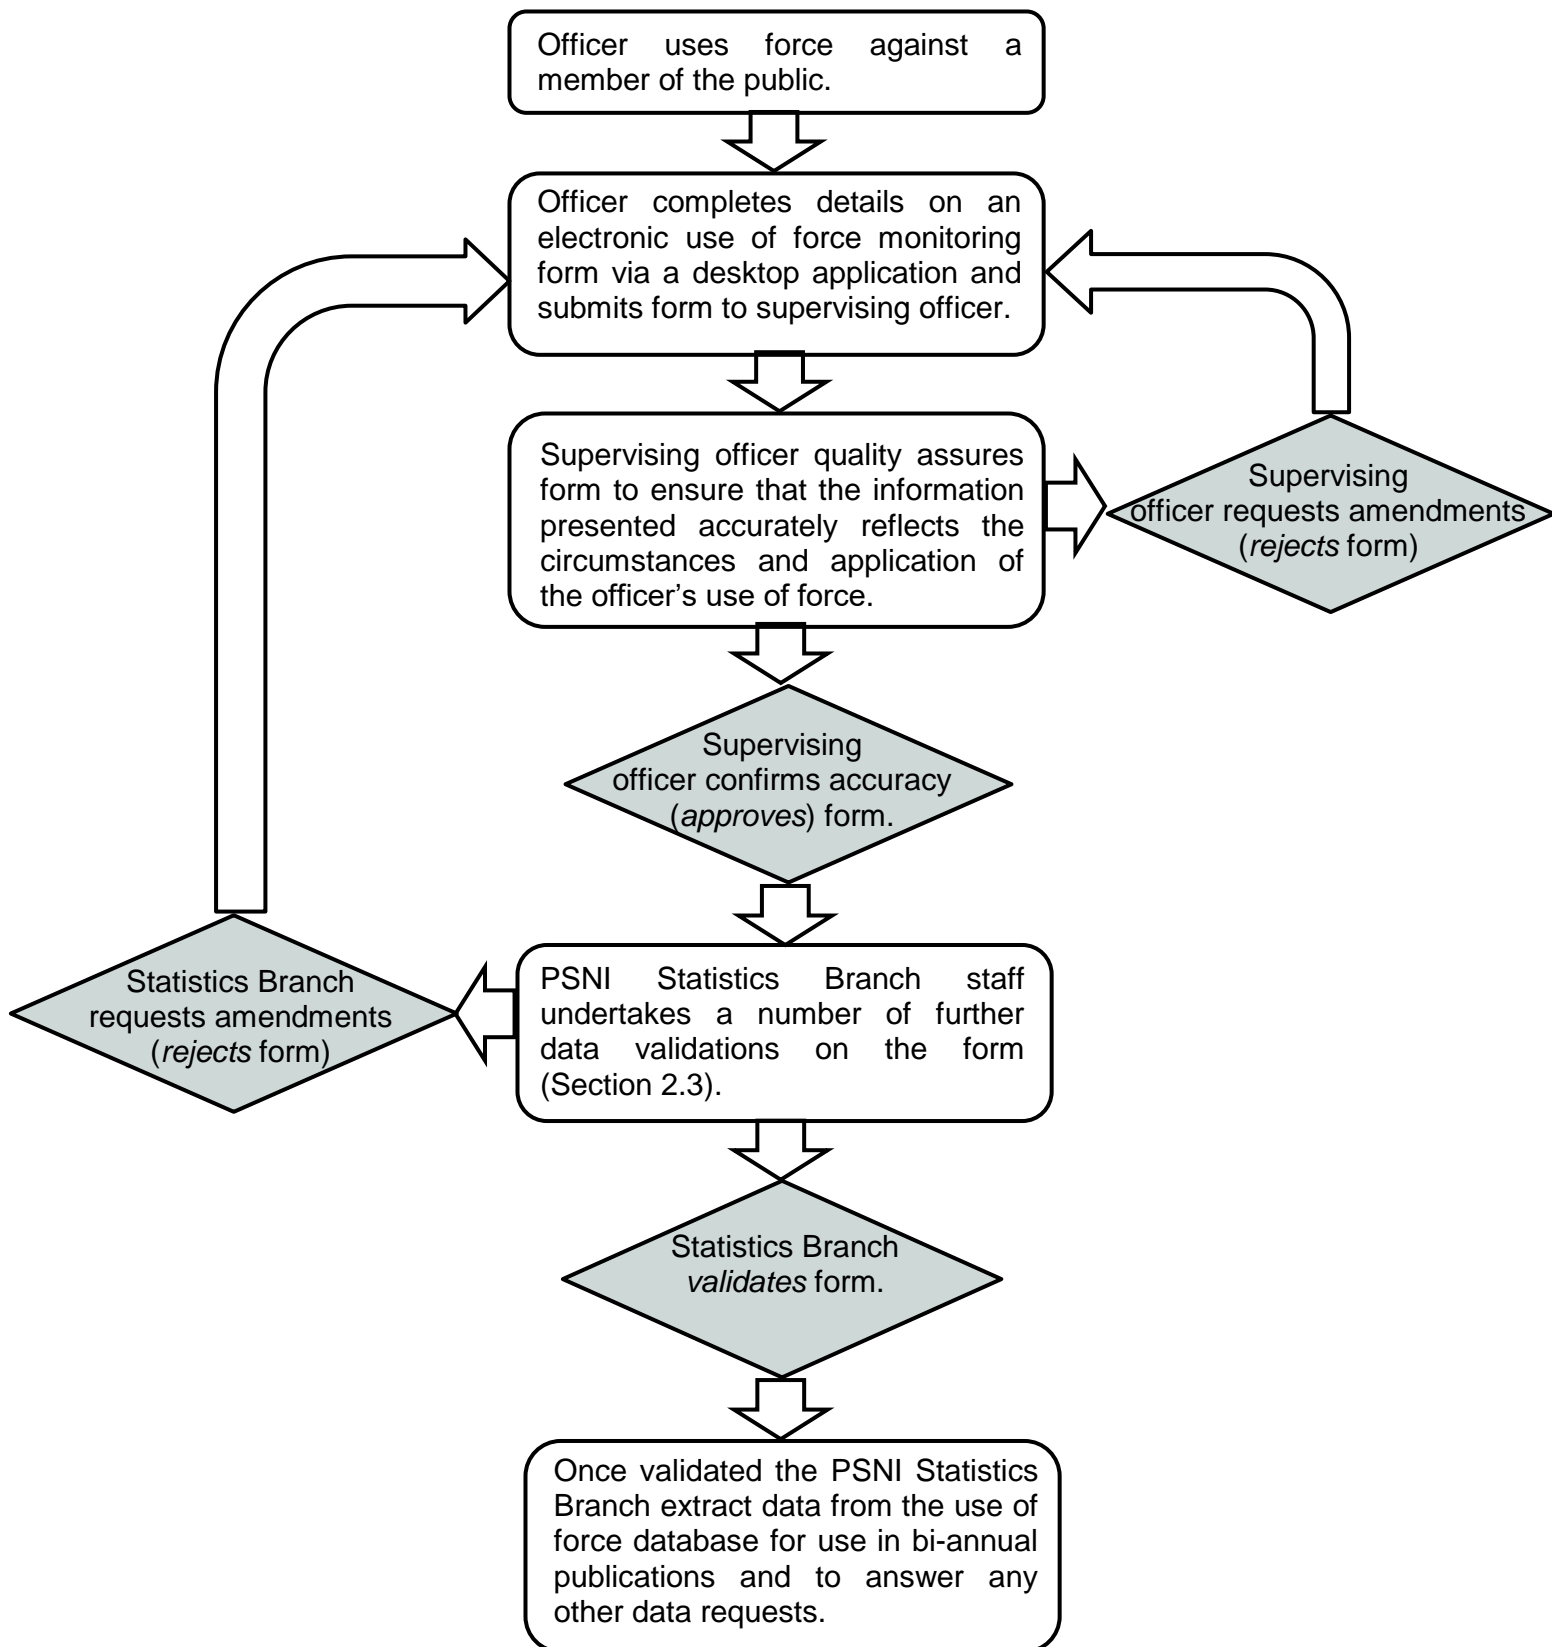 Officer uses force against a
member of the public.
Officer completes details on an
electronic use of force monitoring
form via a desktop application and
submits form to supervising officer.
Supervising officer quality assures
form to ensure that the information
presented accurately reflects the
circumstances and application of
the officer’s use of force.
Supervising
officer requests amendments
(rejects form)
Supervising
officer confirms accuracy
(approves) form.
PSNI Statistics Branch staff
undertakes a number of further
data validations on the form
(Section 2.3).
Statistics Branch
requests amendments
(rejects form)
Statistics Branch
validates form.
Once validated the PSNI Statistics
Branch extract data from the use of
force database for use in bi-annual
publications and to answer any
other data requests.